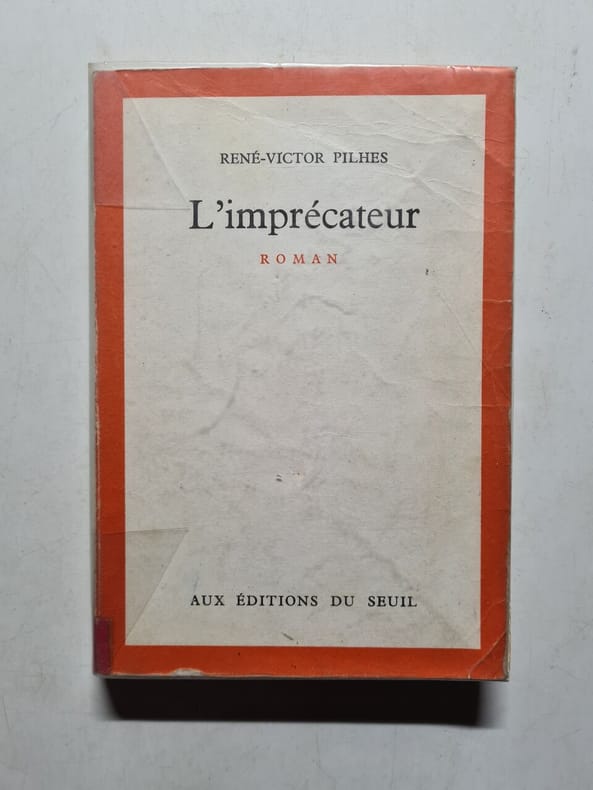 RENÉ-VICTOR PILHES
L'imprécateur
ROMAN
AUX ÉDITIONS DU SEUIL